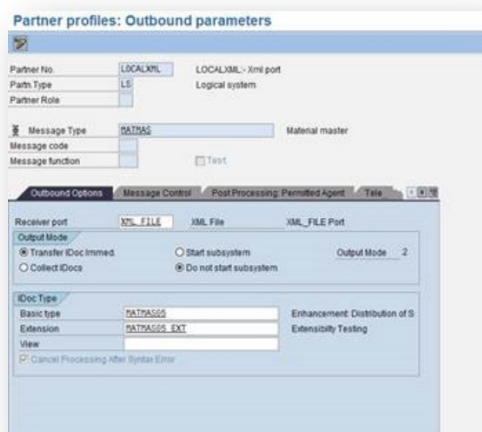 Partner profiles: Outbound parameters
Partner No. LOCALXML LOCALXML:- Xml port
Partn.Type LS Logical system
Partner Role
Message Type MATMAS Material master
Message code
Message function Test
Outbound Options Message Control Post Processing: Permitted Agent Tele
Receiver port XML_FILE XML File XML_FILE Port
Output Mode
Transfer IDoc Immed. Start subsystem Output Mode 2
Collect IDocs Do not start subsystem
IDoc Type
Basic type MATMAS05 Enhancement: Distribution of S
Extension MATMAS05_EXT Extensibilty Testing
View
Cancel Processing After Syntax Error